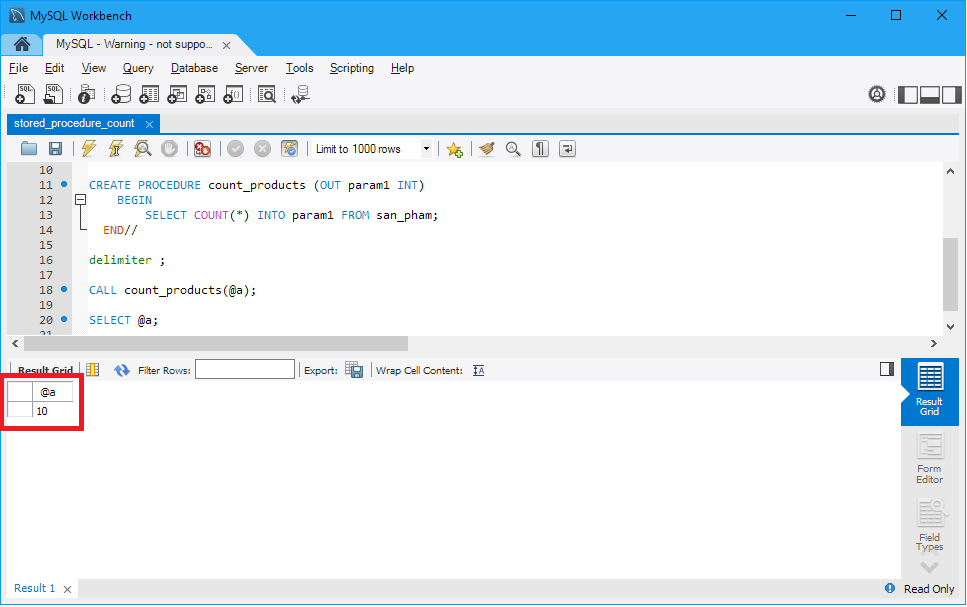 MySQL Workbench
MySQL - Warning - not suppo...
File Edit View Query Database Server Tools Scripting Help
stored_procedure_count
Limit to 1000 rows
10
11 CREATE PROCEDURE count_products (OUT param1 INT)
12 BEGIN
13 SELECT COUNT(*) INTO param1 FROM san_pham;
14 END//
15
16 delimiter ;
17
18 CALL count_products(@a);
19
20 SELECT @a;
21
Result Grid Filter Rows: Export: Wrap Cell Content:
@a
10
Result
Grid
Form
Editor
Field
Types
Result 1
Read Only